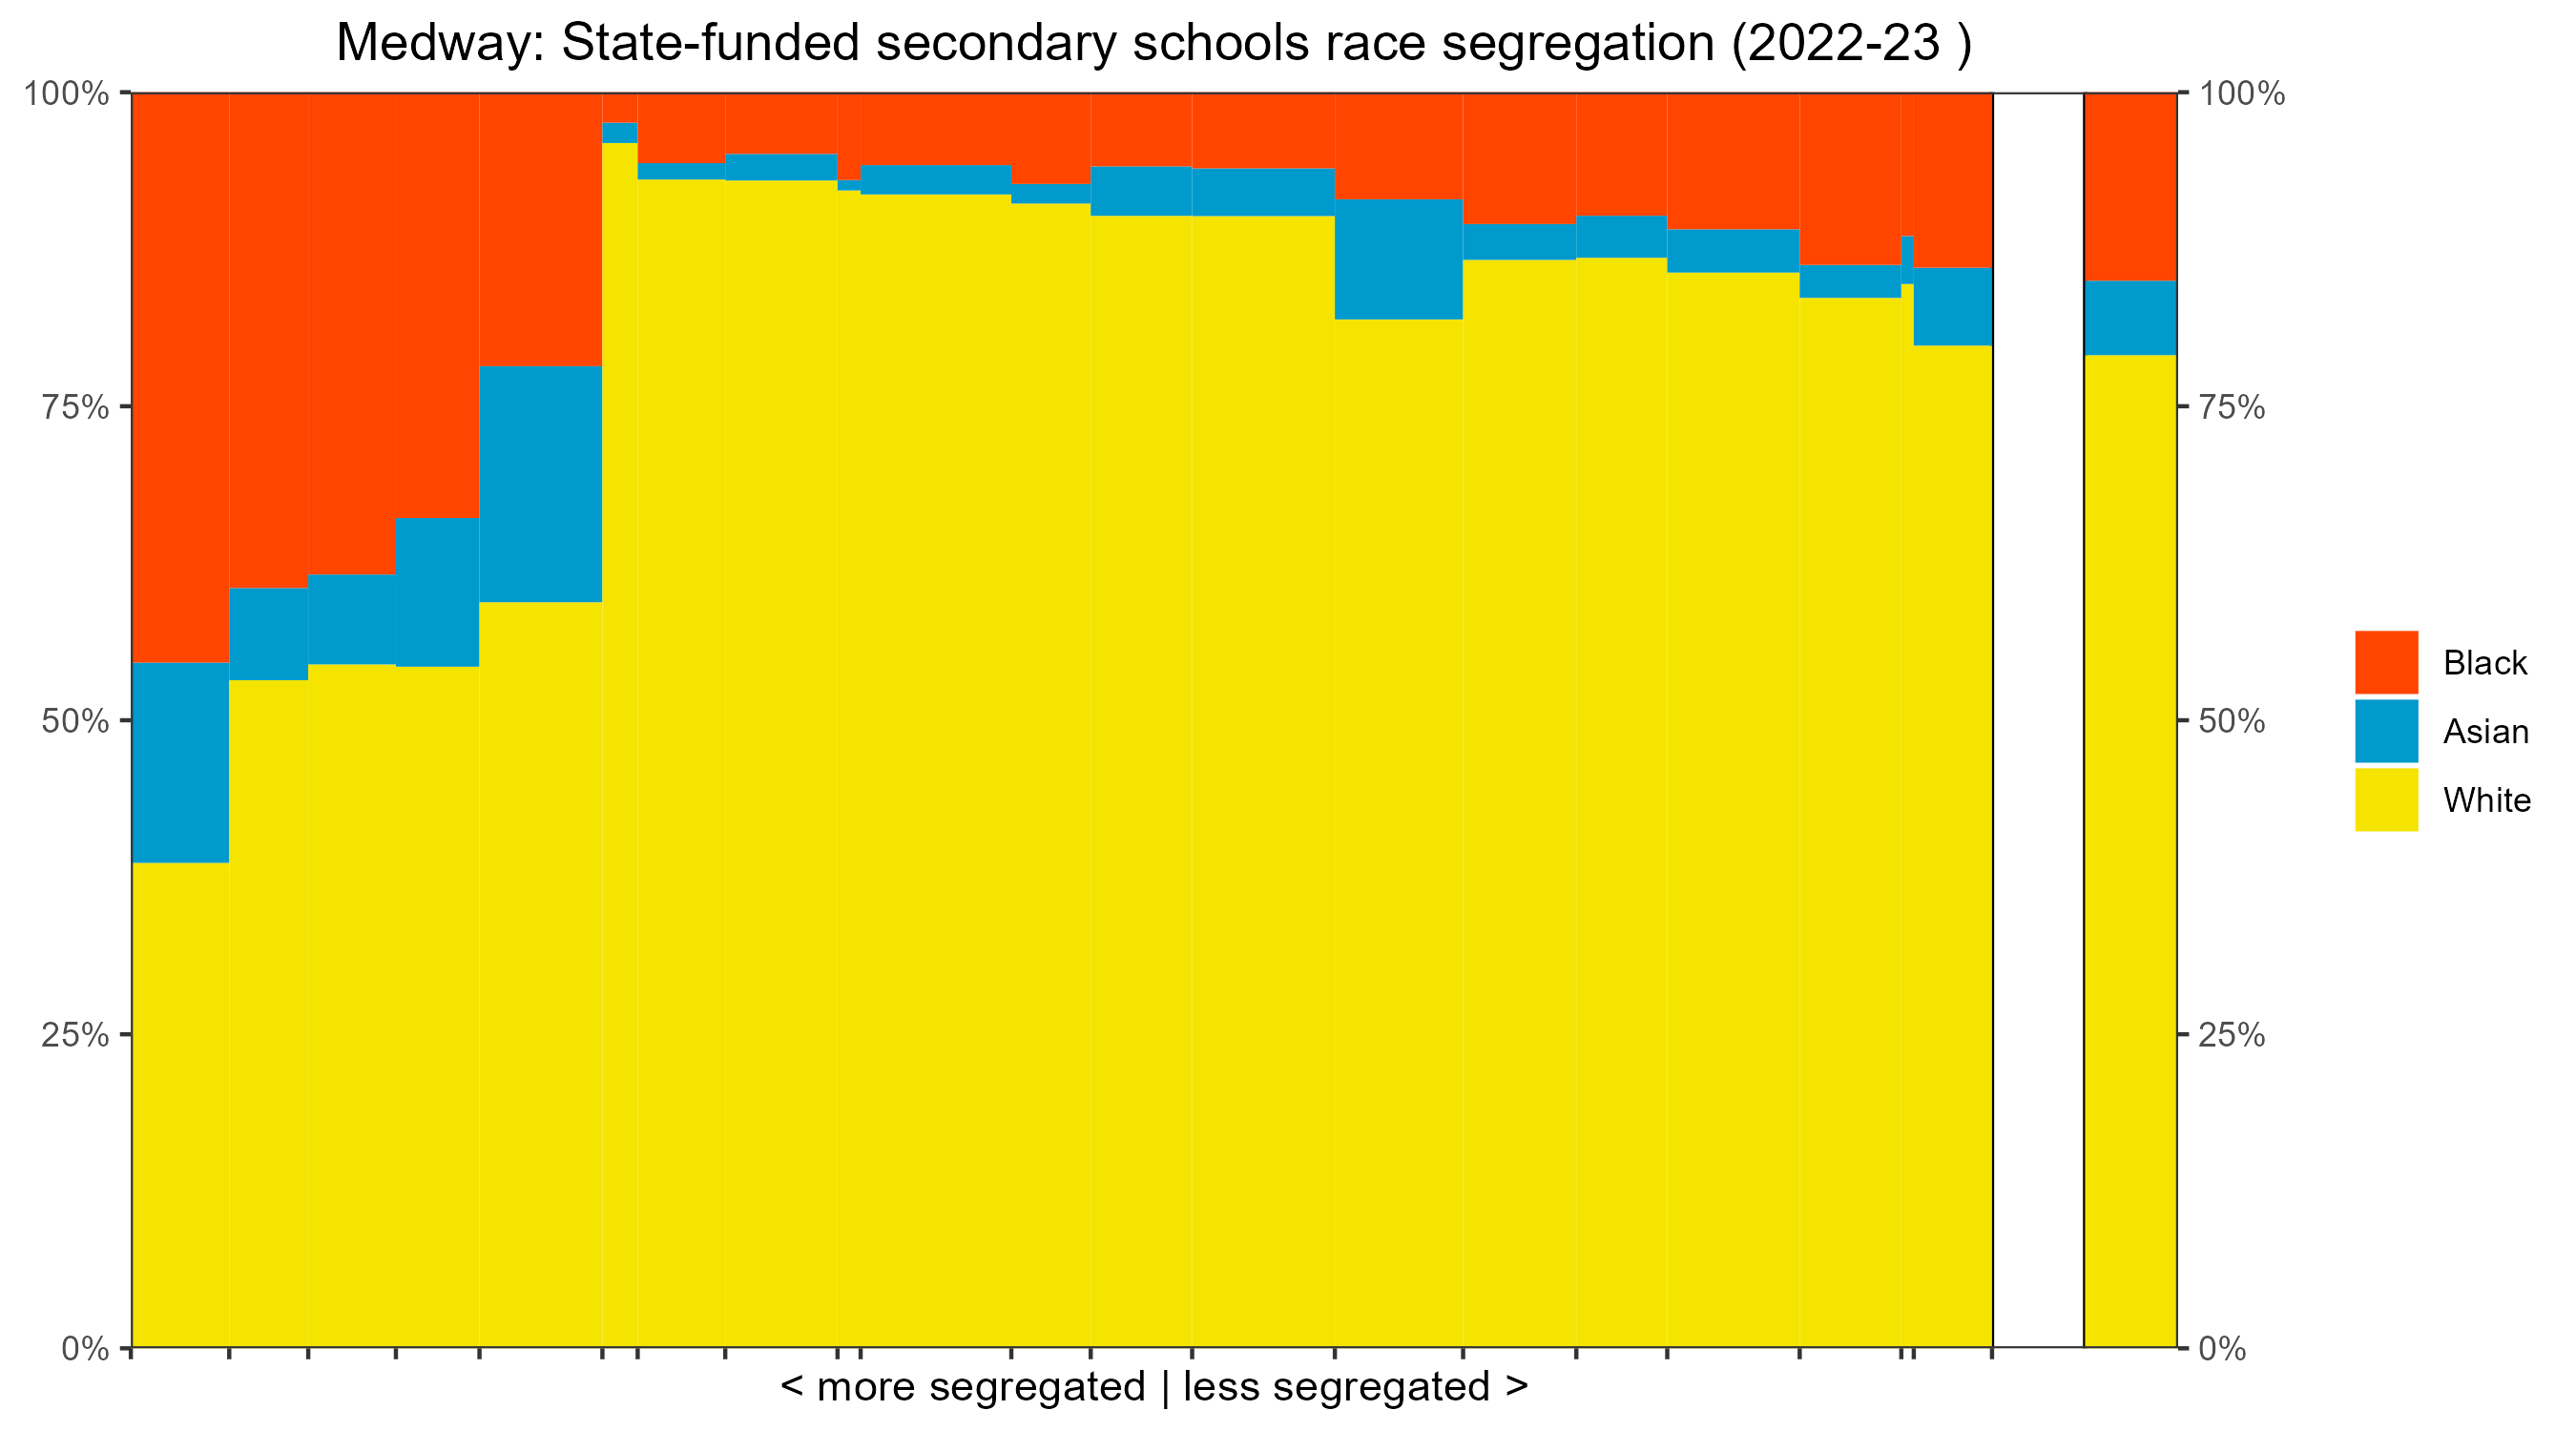 Medway: State-funded secondary schools race segregation (2022-23 )
100%
75%
50%
25%
0%
100%
75%
50%
25%
0%
Black
Asian
White
< more segregated | less segregated >